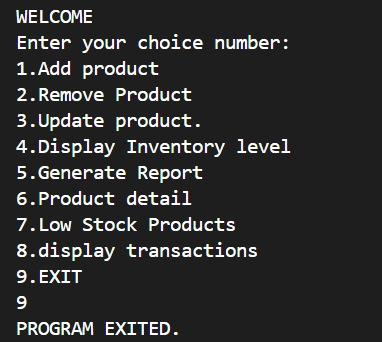 WELCOME
Enter your choice number:
1.Add product
2.Remove Product
3.Update product.
4.Display Inventory level
5.Generate Report
6.Product detail
7.Low Stock Products
8.display transactions
9.EXIT
9
PROGRAM EXITED.